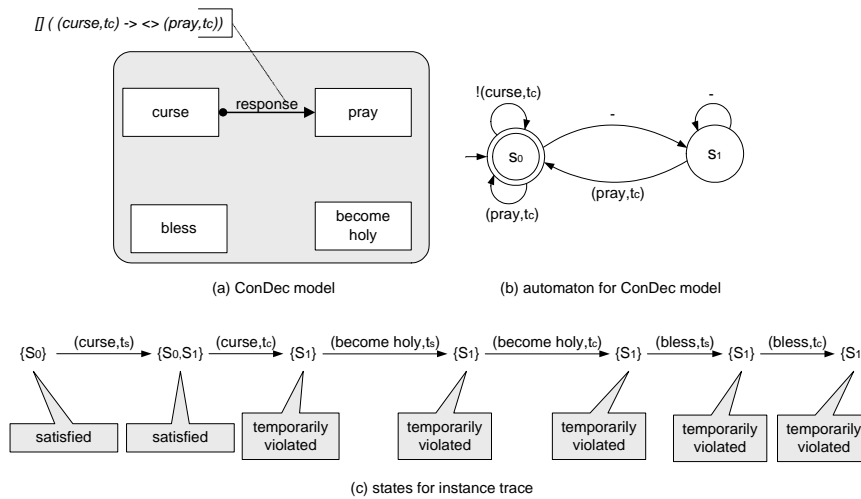 [] ( (curse,tc) -> <> (pray,tc))
curse
response
pray
bless
become
holy
(a) ConDec model
!(curse,tc)
-
-
S0
S1
(pray,tc)
(pray,tc)
(b) automaton for ConDec model
{S0} (curse,ts) {S0,S1} (curse,tc) {S1} (become holy,ts) {S1} (become holy,tc) {S1} (bless,ts) {S1} (bless,tc) {S1
satisfied
satisfied
temporarily
violated
temporarily
violated
temporarily
violated
temporarily
violated
temporarily
violated
(c) states for instance trace